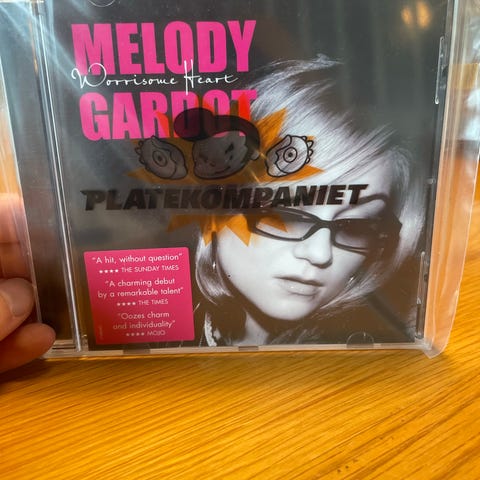 MELODY
Worrisome Heart
GARDOT
PLATEKOMPANIET
"A hit, without question"
★★★★ THE SUNDAY TIMES
"A charming debut
by a remarkable talent"
★★★★ THE TIMES
"Oozes charm
and individuality"
★★★★ MOJO